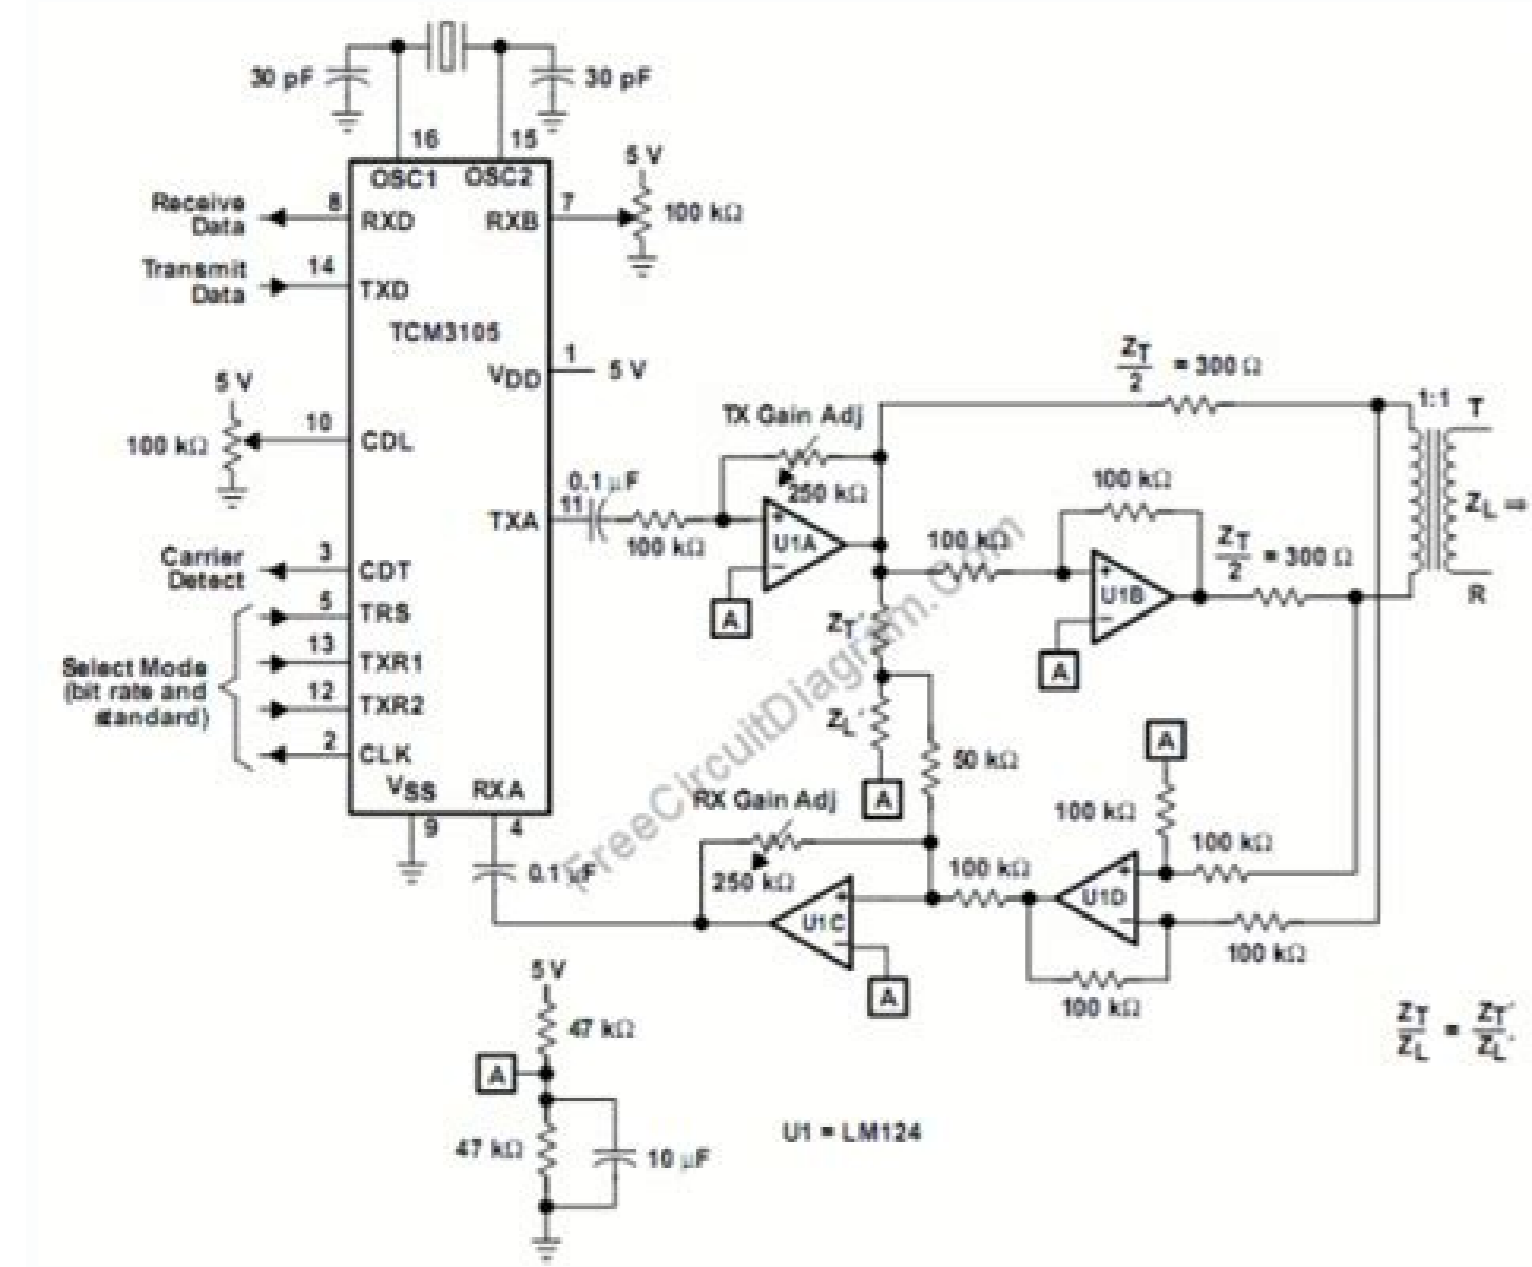 30 pF
30 pF
16
15
5 V
OSC1
OSC2
Receive
Data
8
RXD
RXB
7
100 kΩ
Transmit
Data
14
TXD
TCM3105
1
VDD
5 V
5 V
10
100 kΩ
CDL
TX Gain Adj
0.1 µF
11
TXA
100 kΩ
250 kΩ
+
U1A
−
A
ZT
2
= 300 Ω
1:1
T
100 kΩ
100 kΩ
ZT
2
= 300 Ω
ZL ⇒
+
U1B
−
A
R
Carrier
Detect
3
CDT
5
TRS
Select Mode
(bit rate and
standard)
13
TXR1
12
TXR2
2
CLK
VSS
RXA
9
4
0.1 µF
ZT′
ZL′
A
50 kΩ
RX Gain Adj
250 kΩ
+
U1C
−
A
100 kΩ
A
100 kΩ
100 kΩ
+
U1D
−
100 kΩ
100 kΩ
5 V
47 kΩ
A
47 kΩ
10 µF
U1 = LM124
ZT
ZL
=
ZT′
ZL′
FreeCircuitDiagram.Com